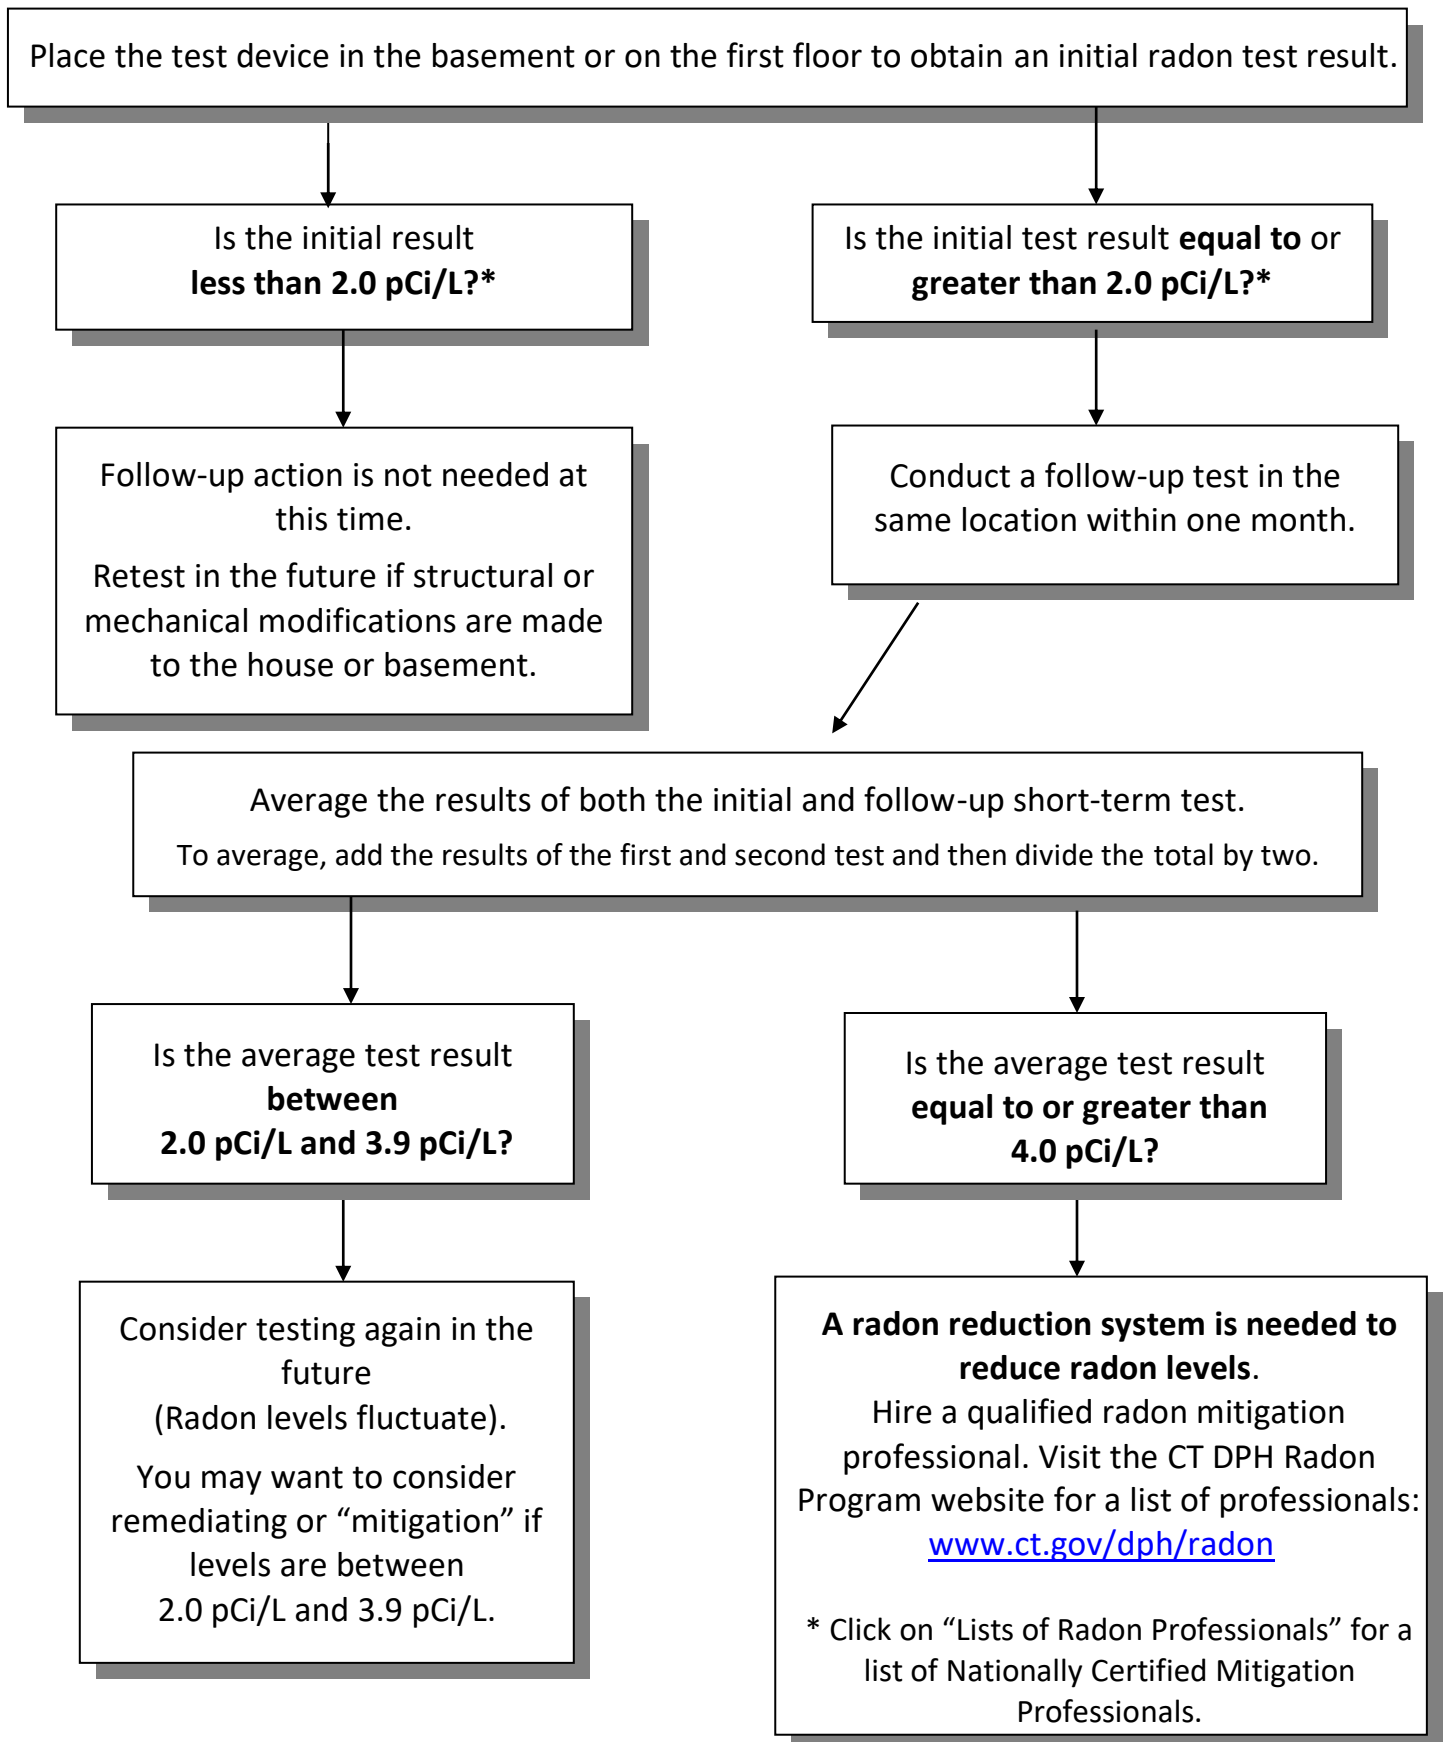 Place the test device in the basement or on the first floor to obtain an initial radon test result.
Is the initial result
less than 2.0 pCi/L?*
Is the initial test result equal to or
greater than 2.0 pCi/L?*
Follow-up action is not needed at
this time.
Retest in the future if structural or
mechanical modifications are made
to the house or basement.
Conduct a follow-up test in the
same location within one month.
Average the results of both the initial and follow-up short-term test.
To average, add the results of the first and second test and then divide the total by two.
Is the average test result
between
2.0 pCi/L and 3.9 pCi/L?
Is the average test result
equal to or greater than
4.0 pCi/L?
Consider testing again in the
future
(Radon levels fluctuate).
You may want to consider
remediating or “mitigation” if
levels are between
2.0 pCi/L and 3.9 pCi/L.
A radon reduction system is needed to
reduce radon levels.
Hire a qualified radon mitigation
professional. Visit the CT DPH Radon
Program website for a list of professionals:
www.ct.gov/dph/radon
* Click on “Lists of Radon Professionals” for a
list of Nationally Certified Mitigation
Professionals.